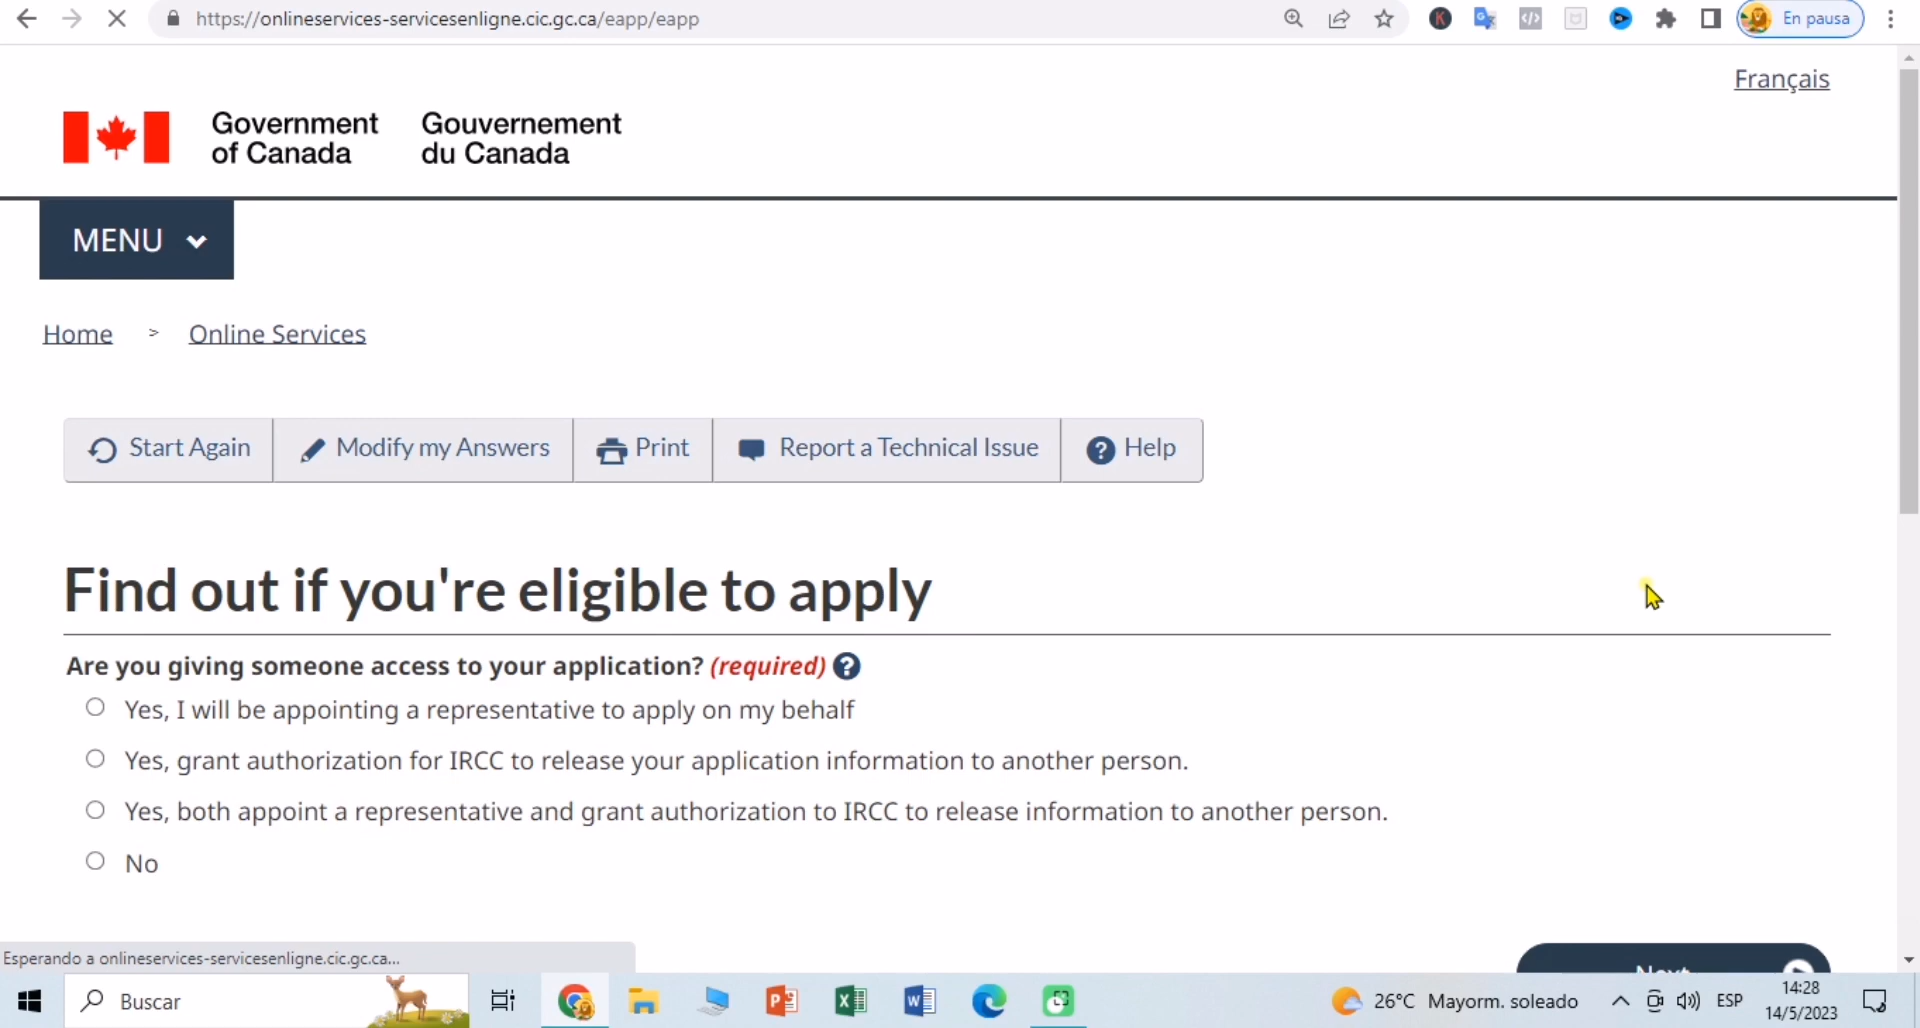 https://onlineservices-servicesenligne.cic.gc.ca/eapp/eapp
En pausa
Français
Government of Canada
Gouvernement du Canada
MENU
Home > Online Services
Start Again
Modify my Answers
Print
Report a Technical Issue
Help
Find out if you're eligible to apply
Are you giving someone access to your application? (required)
Yes, I will be appointing a representative to apply on my behalf
Yes, grant authorization for IRCC to release your application information to another person.
Yes, both appoint a representative and grant authorization to IRCC to release information to another person.
No
Next
Esperando a onlineservices-servicesenligne.cic.gc.ca...
Buscar
26°C Mayorm. soleado
ESP
14:28
14/5/2023